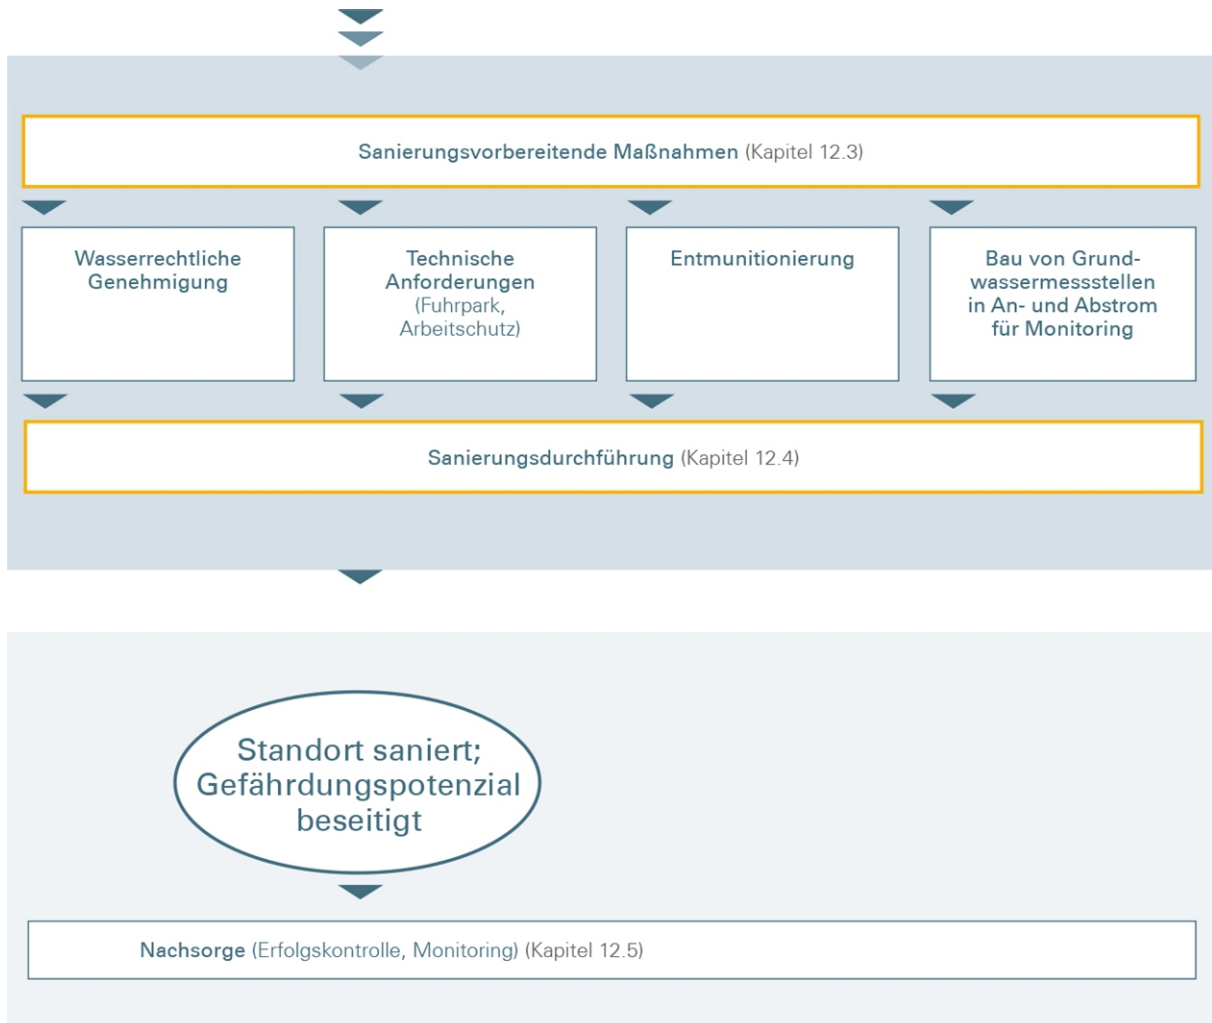 Sanierungsvorbereitende Maßnahmen (Kapitel 12.3)
Wasserrechtliche
Genehmigung
Technische
Anforderungen
(Fuhrpark,
Arbeitschutz)
Entmunitionierung
Bau von Grund-
wassermessstellen
in An- und Abstrom
für Monitoring
Sanierungsdurchführung (Kapitel 12.4)
Standort saniert;
Gefährdungspotenzial
beseitigt
Nachsorge (Erfolgskontrolle, Monitoring) (Kapitel 12.5)